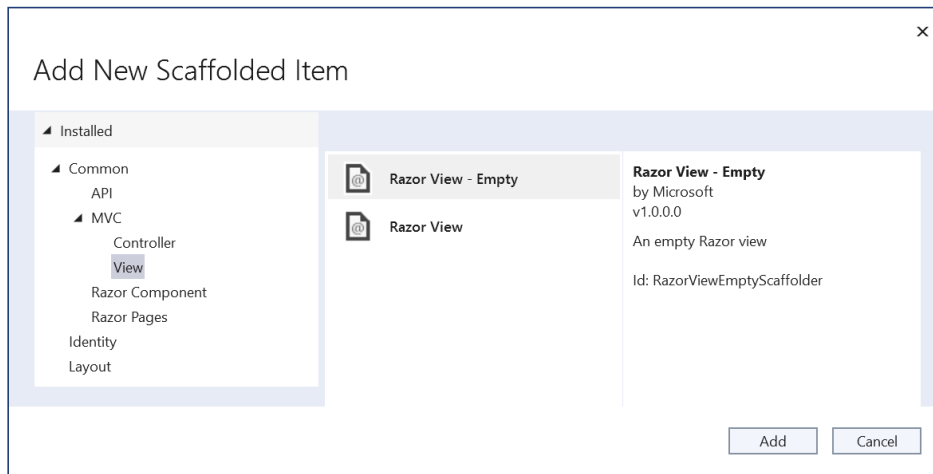 Add New Scaffolded Item
Installed
Common
API
MVC
Controller
View
Razor Component
Razor Pages
Identity
Layout
Razor View - Empty
Razor View
Razor View - Empty
by Microsoft
v1.0.0.0
An empty Razor view
Id: RazorViewEmptyScaffolder
Add
Cancel